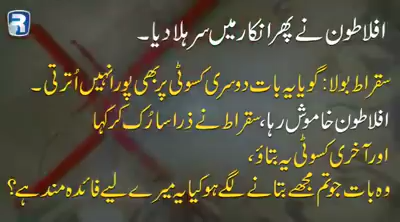 R
افلاطون نے پھر انکار میں سر ہلا دیا۔
سقراط بولا: گویا یہ بات دوسری کسوٹی پر بھی پورا نہیں اُترتی۔
افلاطون خاموش رہا، سقراط نے ذرا سا رُک کر کہا
اور آخری کسوٹی یہ بتاؤ،
وہ بات جو تم مجھے بتانے لگے ہو کیا یہ میرے لیے فائدہ مند ہے؟